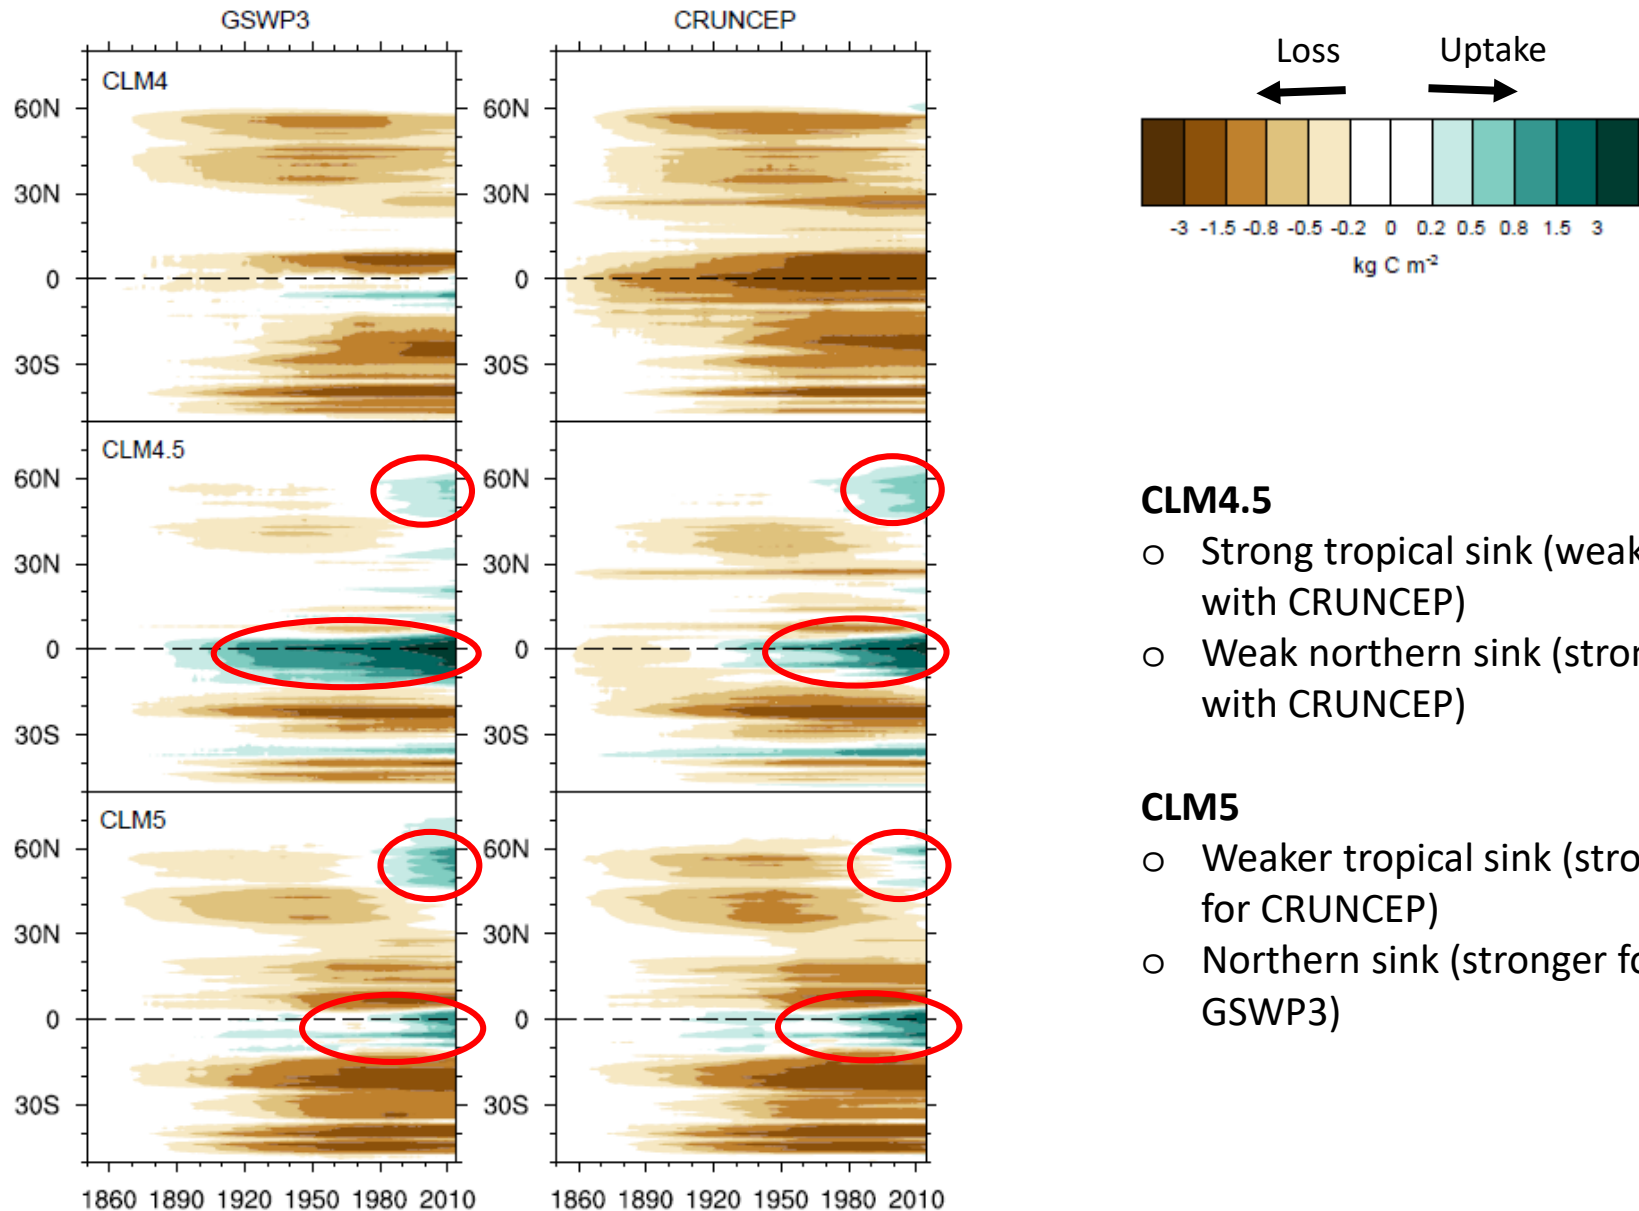 GSWP3
CRUNCEP
Loss
Uptake
CLM4
60N
30N
0
30S
60N
30N
0
30S
-3 -1.5 -0.8 -0.5 -0.2 0 0.2 0.5 0.8 1.5 3
kg C m-2
CLM4.5
60N
30N
0
30S
60N
30N
0
30S
CLM4.5
o Strong tropical sink (weak
with CRUNCEP)
o Weak northern sink (stron
with CRUNCEP)
CLM5
60N
30N
0
30S
60N
30N
0
30S
CLM5
o Weaker tropical sink (stro
for CRUNCEP)
o Northern sink (stronger fo
GSWP3)
1860 1890 1920 1950 1980 2010
1860 1890 1920 1950 1980 2010